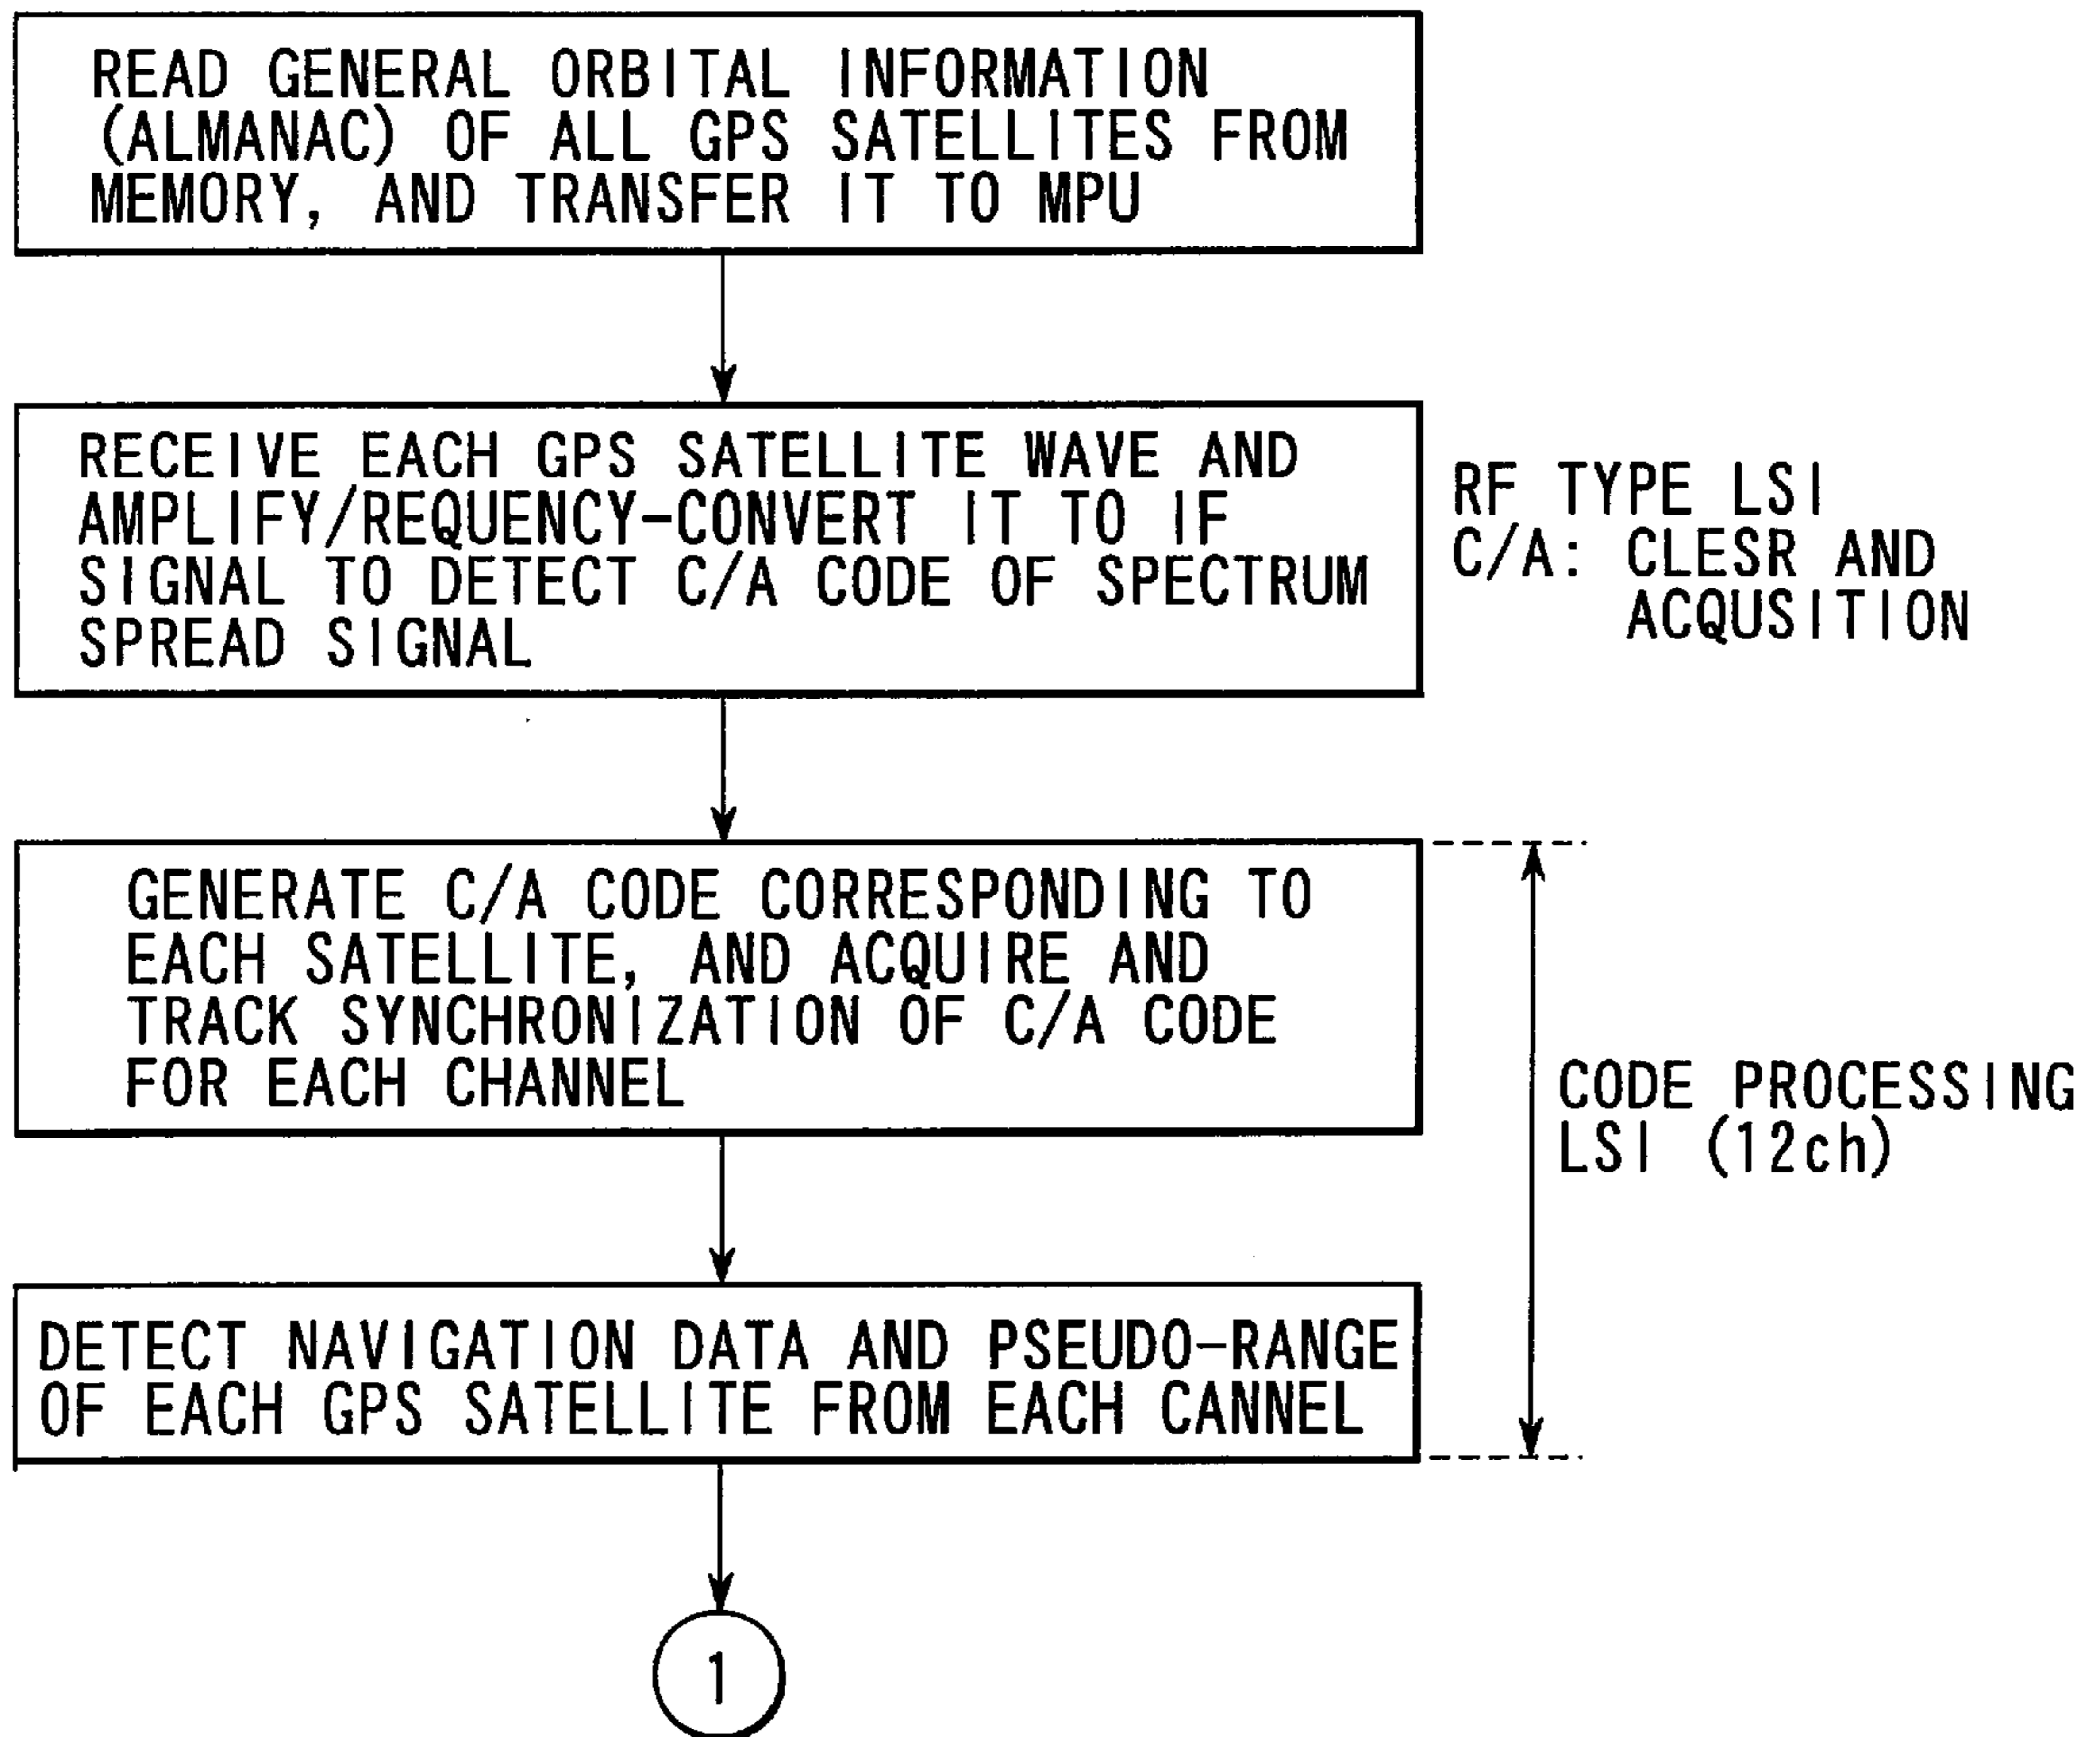 READ GENERAL ORBITAL INFORMATION
(ALMANAC) OF ALL GPS SATELLITES FROM
MEMORY, AND TRANSFER IT TO MPU
RECEIVE EACH GPS SATELLITE WAVE AND
AMPLIFY/REQUENCY-CONVERT IT TO IF
SIGNAL TO DETECT C/A CODE OF SPECTRUM
SPREAD SIGNAL
RF TYPE LSI
C/A: CLESR AND
ACQUSITION
GENERATE C/A CODE CORRESPONDING TO
EACH SATELLITE, AND ACQUIRE AND
TRACK SYNCHRONIZATION OF C/A CODE
FOR EACH CHANNEL
CODE PROCESSING
LSI (12ch)
DETECT NAVIGATION DATA AND PSEUDO-RANGE
OF EACH GPS SATELLITE FROM EACH CANNEL
1